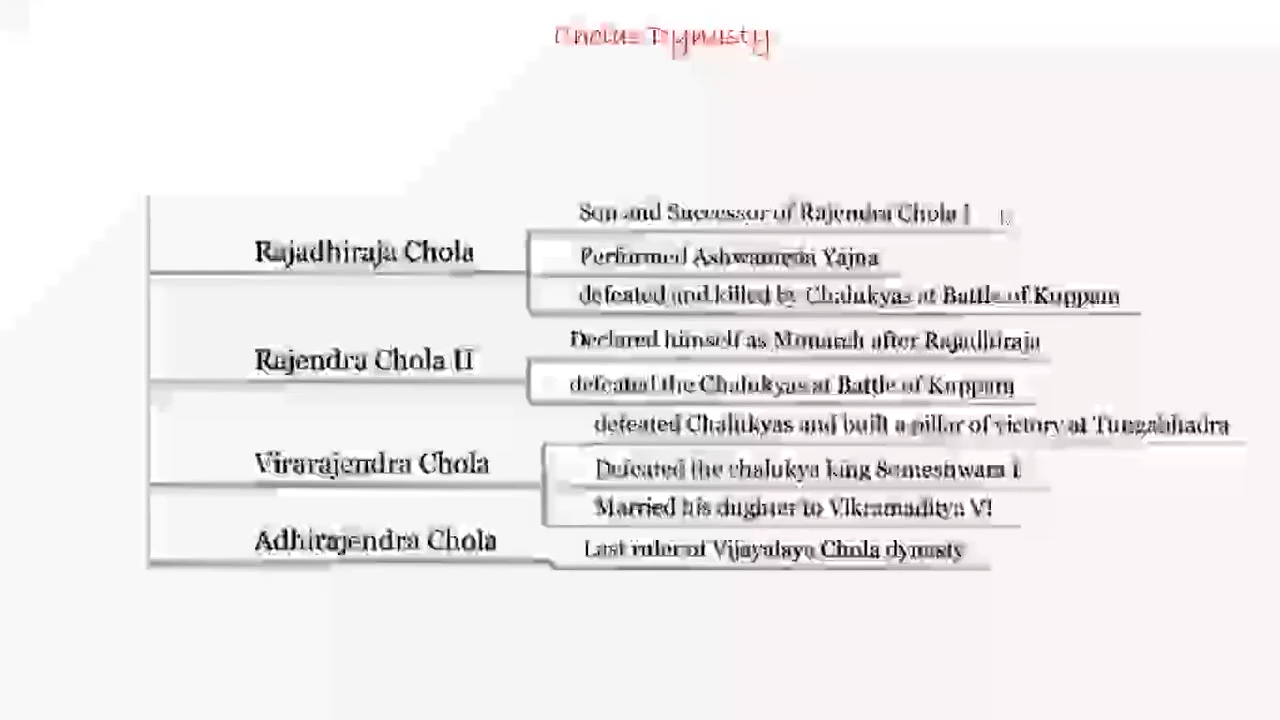 Chola Dynasty
Son and Successor of Rajendra Chola I
Rajadhiraja Chola
Performed Ashwameda Yajna
defeated and killed by Chalukyas at Battle of Koppam
Declared himself as Monarch after Rajadhiraja
Rajendra Chola II
defeated the Chalukyas at Battle of Koppam
defeated Chalukyas and built a pillar of victory at Tungabhadra
Virarajendra Chola
Defeated the chalukya king Someshwara I
Married his dughter to Vikramaditya VI
Adhirajendra Chola
Last ruler of Vijayalaya Chola dynasty